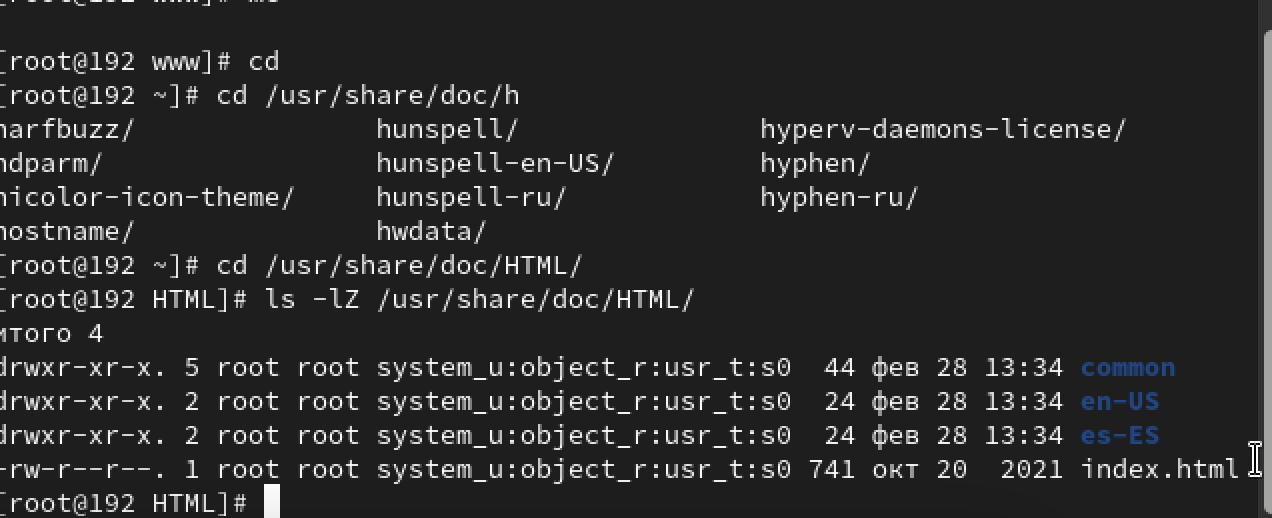 [root@192 www]# cd
[root@192 ~]# cd /usr/share/doc/h
harfbuzz/ hunspell/ hyperv-daemons-license/
hdparm/ hunspell-en-US/ hyphen/
hicolor-icon-theme/ hunspell-ru/ hyphen-ru/
hostname/ hwdata/
[root@192 ~]# cd /usr/share/doc/HTML/
[root@192 HTML]# ls -lZ /usr/share/doc/HTML/
итого 4
drwxr-xr-x. 5 root root system_u:object_r:usr_t:s0 44 фев 28 13:34 common
drwxr-xr-x. 2 root root system_u:object_r:usr_t:s0 24 фев 28 13:34 en-US
drwxr-xr-x. 2 root root system_u:object_r:usr_t:s0 24 фев 28 13:34 es-ES
-rw-r--r--. 1 root root system_u:object_r:usr_t:s0 741 окт 20 2021 index.html
[root@192 HTML]#